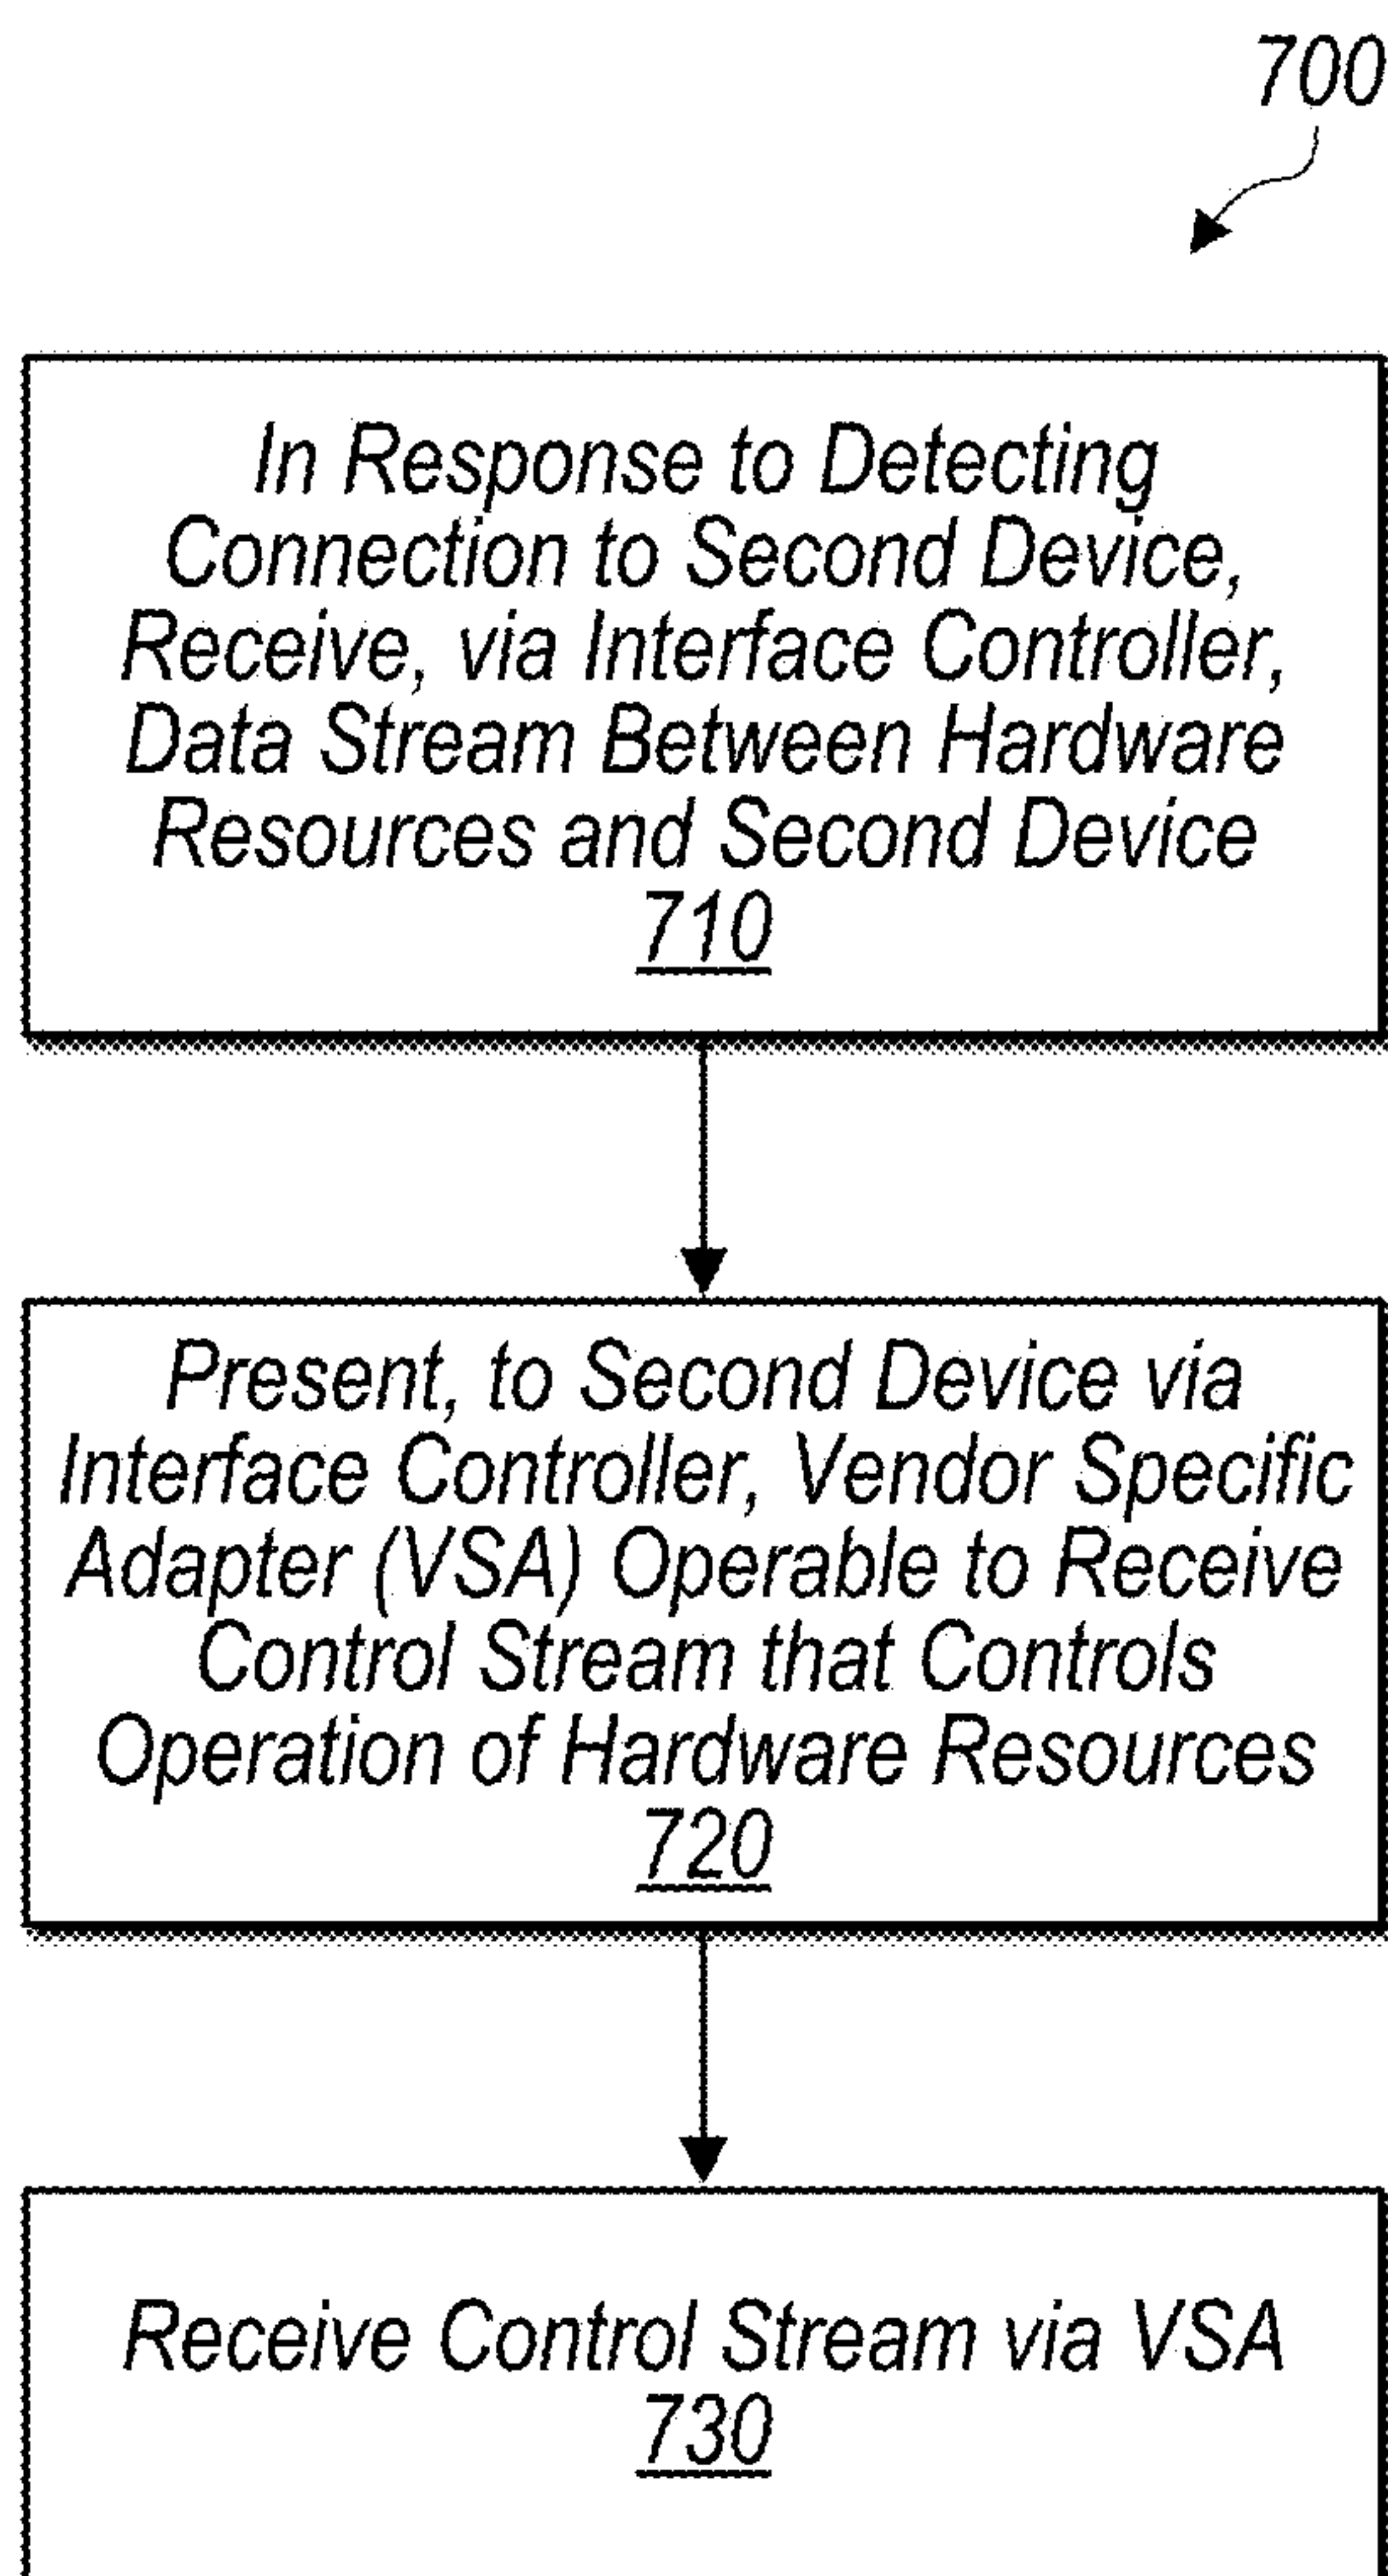 700
In Response to Detecting
Connection to Second Device,
Receive, via Interface Controller,
Data Stream Between Hardware
Resources and Second Device
710
Present, to Second Device via
Interface Controller, Vendor Specific
Adapter (VSA) Operable to Receive
Control Stream that Controls
Operation of Hardware Resources
720
Receive Control Stream via VSA
730